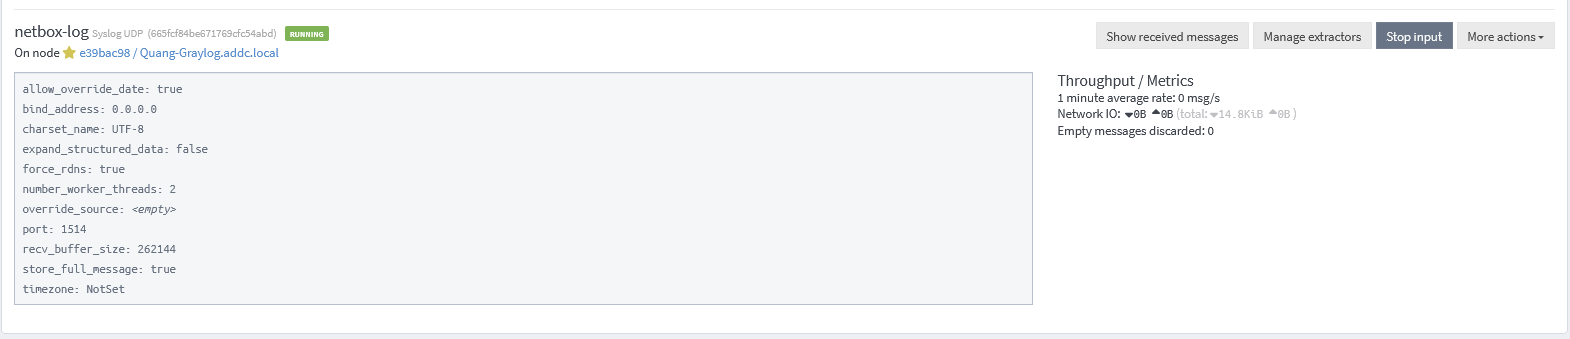 netbox-log Syslog UDP (665fcf84be671769cfc54abd) RUNNING
On node e39bac98 / Quang-Graylog.addc.local
Show received messages Manage extractors Stop input More actions
allow_override_date: true
bind_address: 0.0.0.0
charset_name: UTF-8
expand_structured_data: false
force_rdns: true
number_worker_threads: 2
override_source: <empty>
port: 1514
recv_buffer_size: 262144
store_full_message: true
timezone: NotSet
Throughput / Metrics
1 minute average rate: 0 msg/s
Network IO: 0B 0B (total: 14.8KiB 0B )
Empty messages discarded: 0